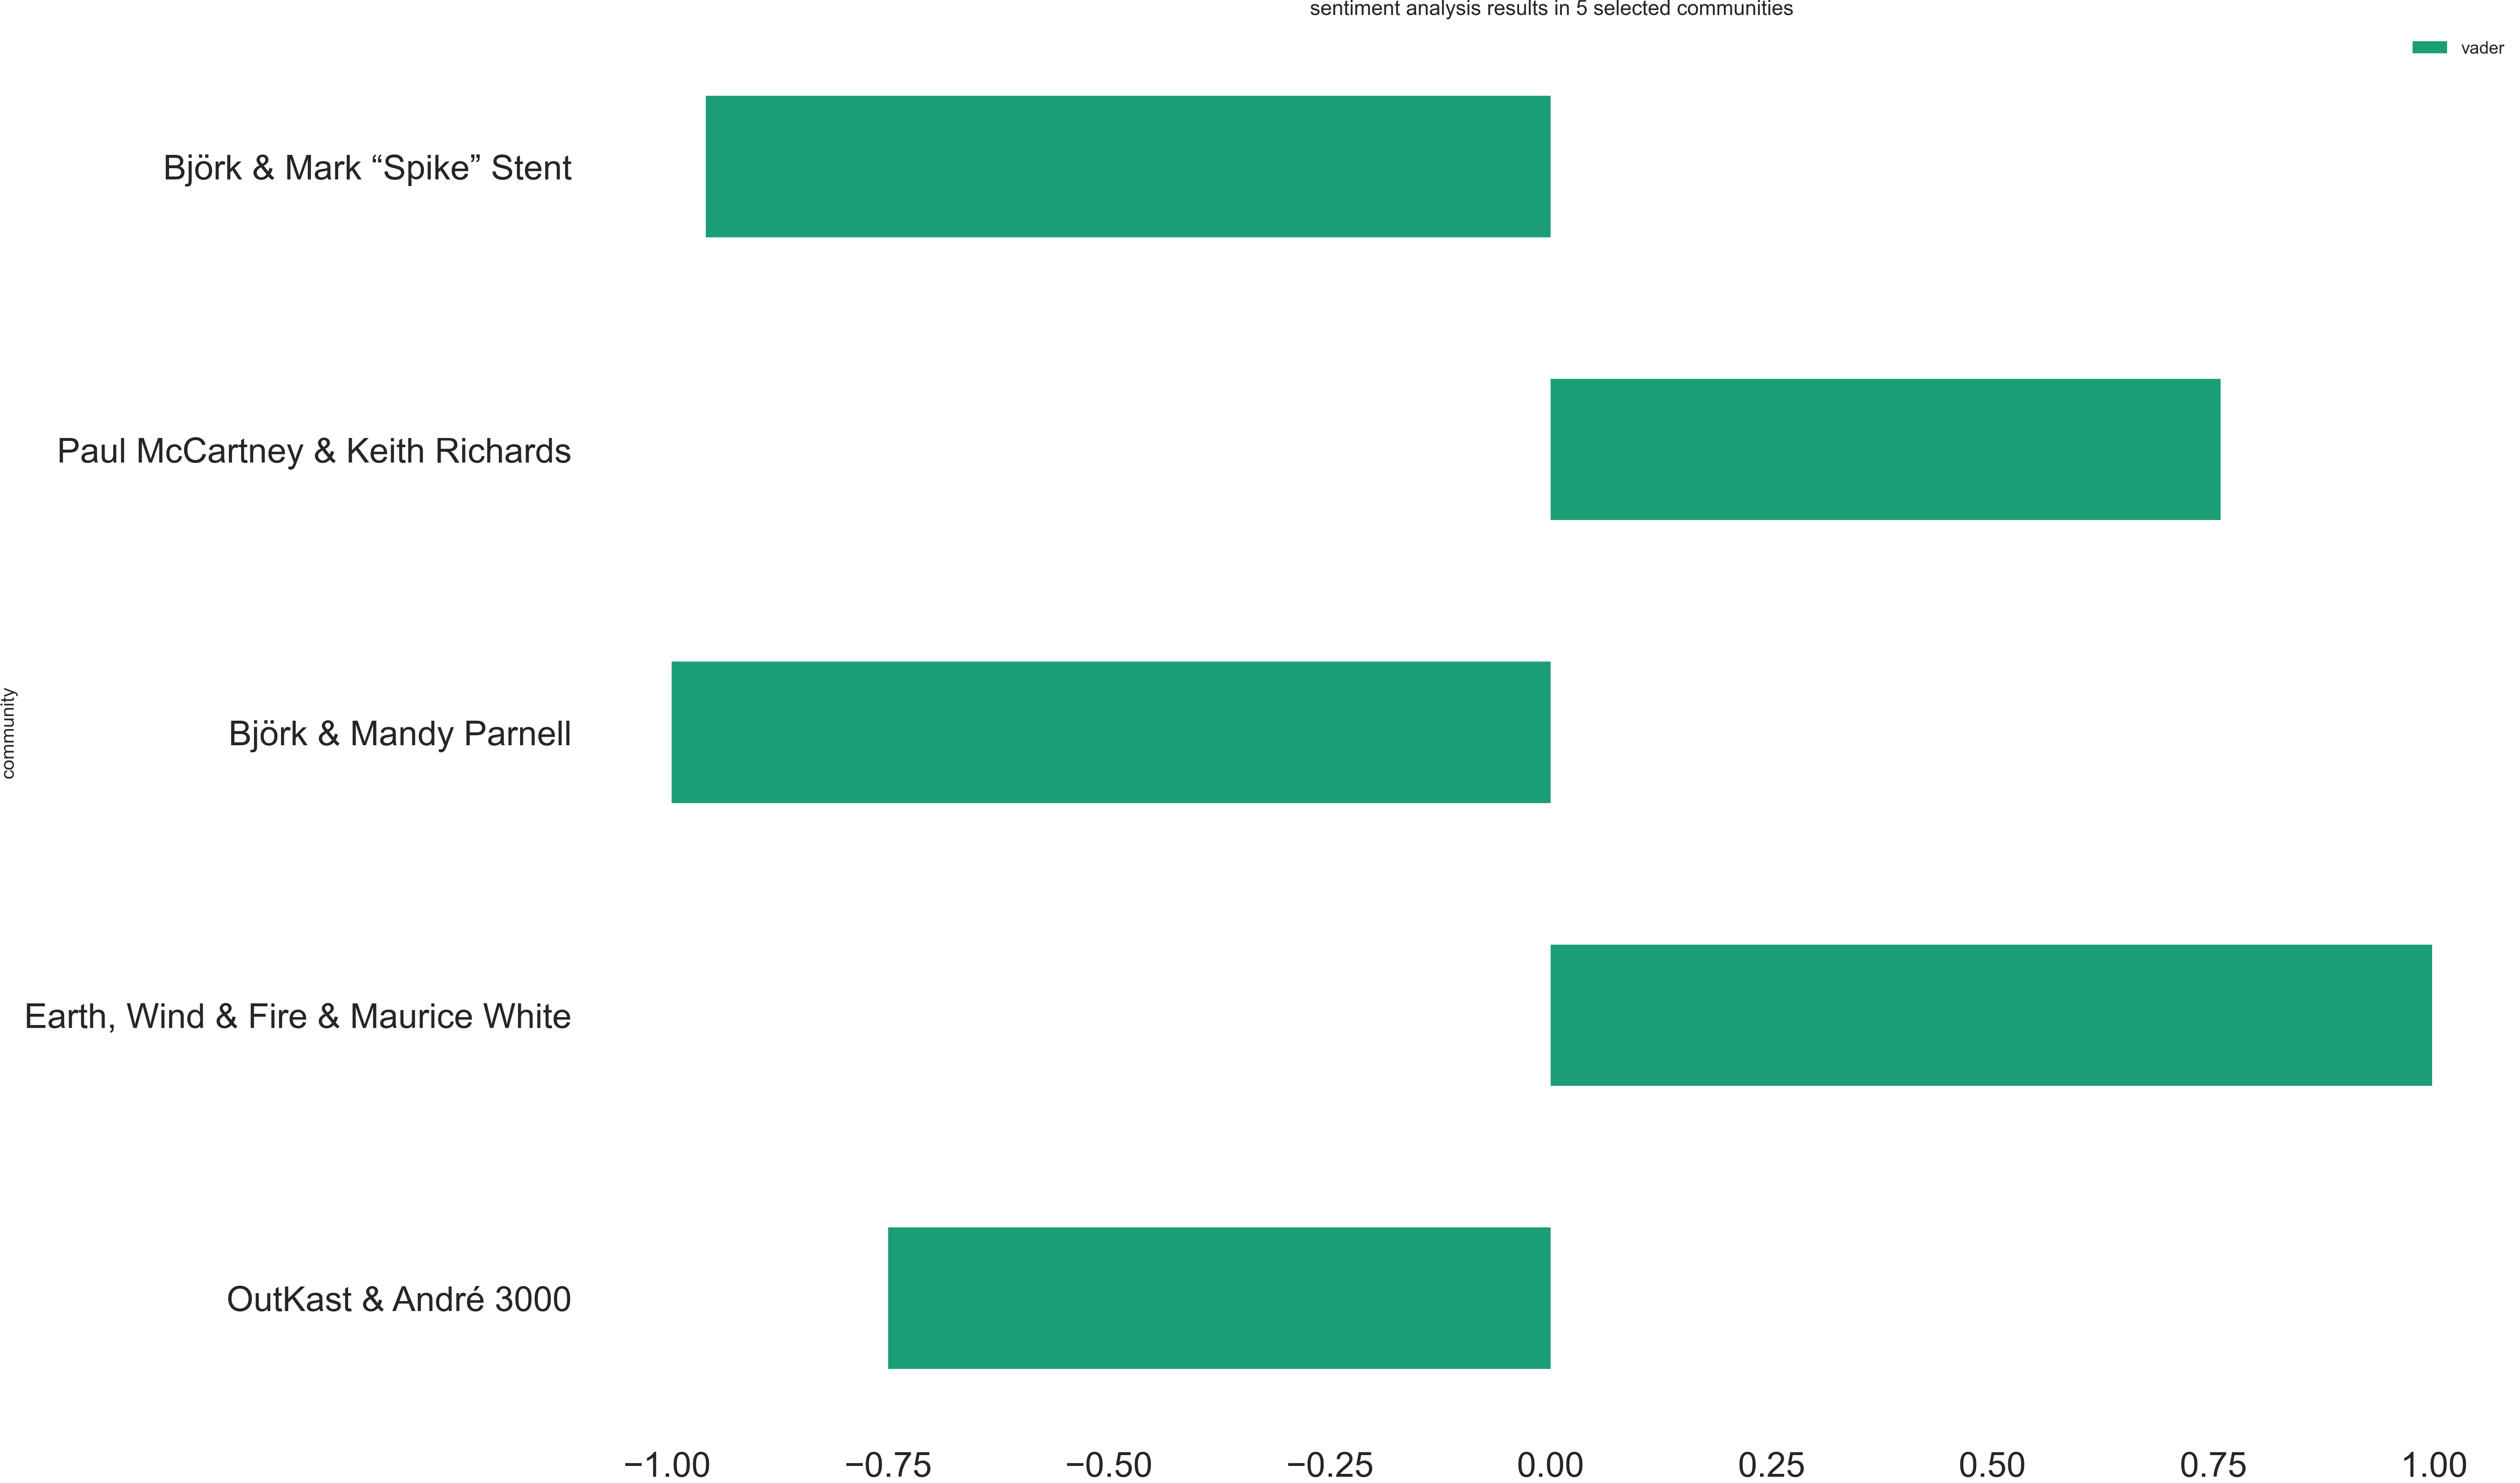 sentiment analysis results in 5 selected communities
vader
Björk & Mark “Spike” Stent
Paul McCartney & Keith Richards
community
Björk & Mandy Parnell
Earth, Wind & Fire & Maurice White
OutKast & André 3000
−1.00 −0.75 −0.50 −0.25 0.00 0.25 0.50 0.75 1.00